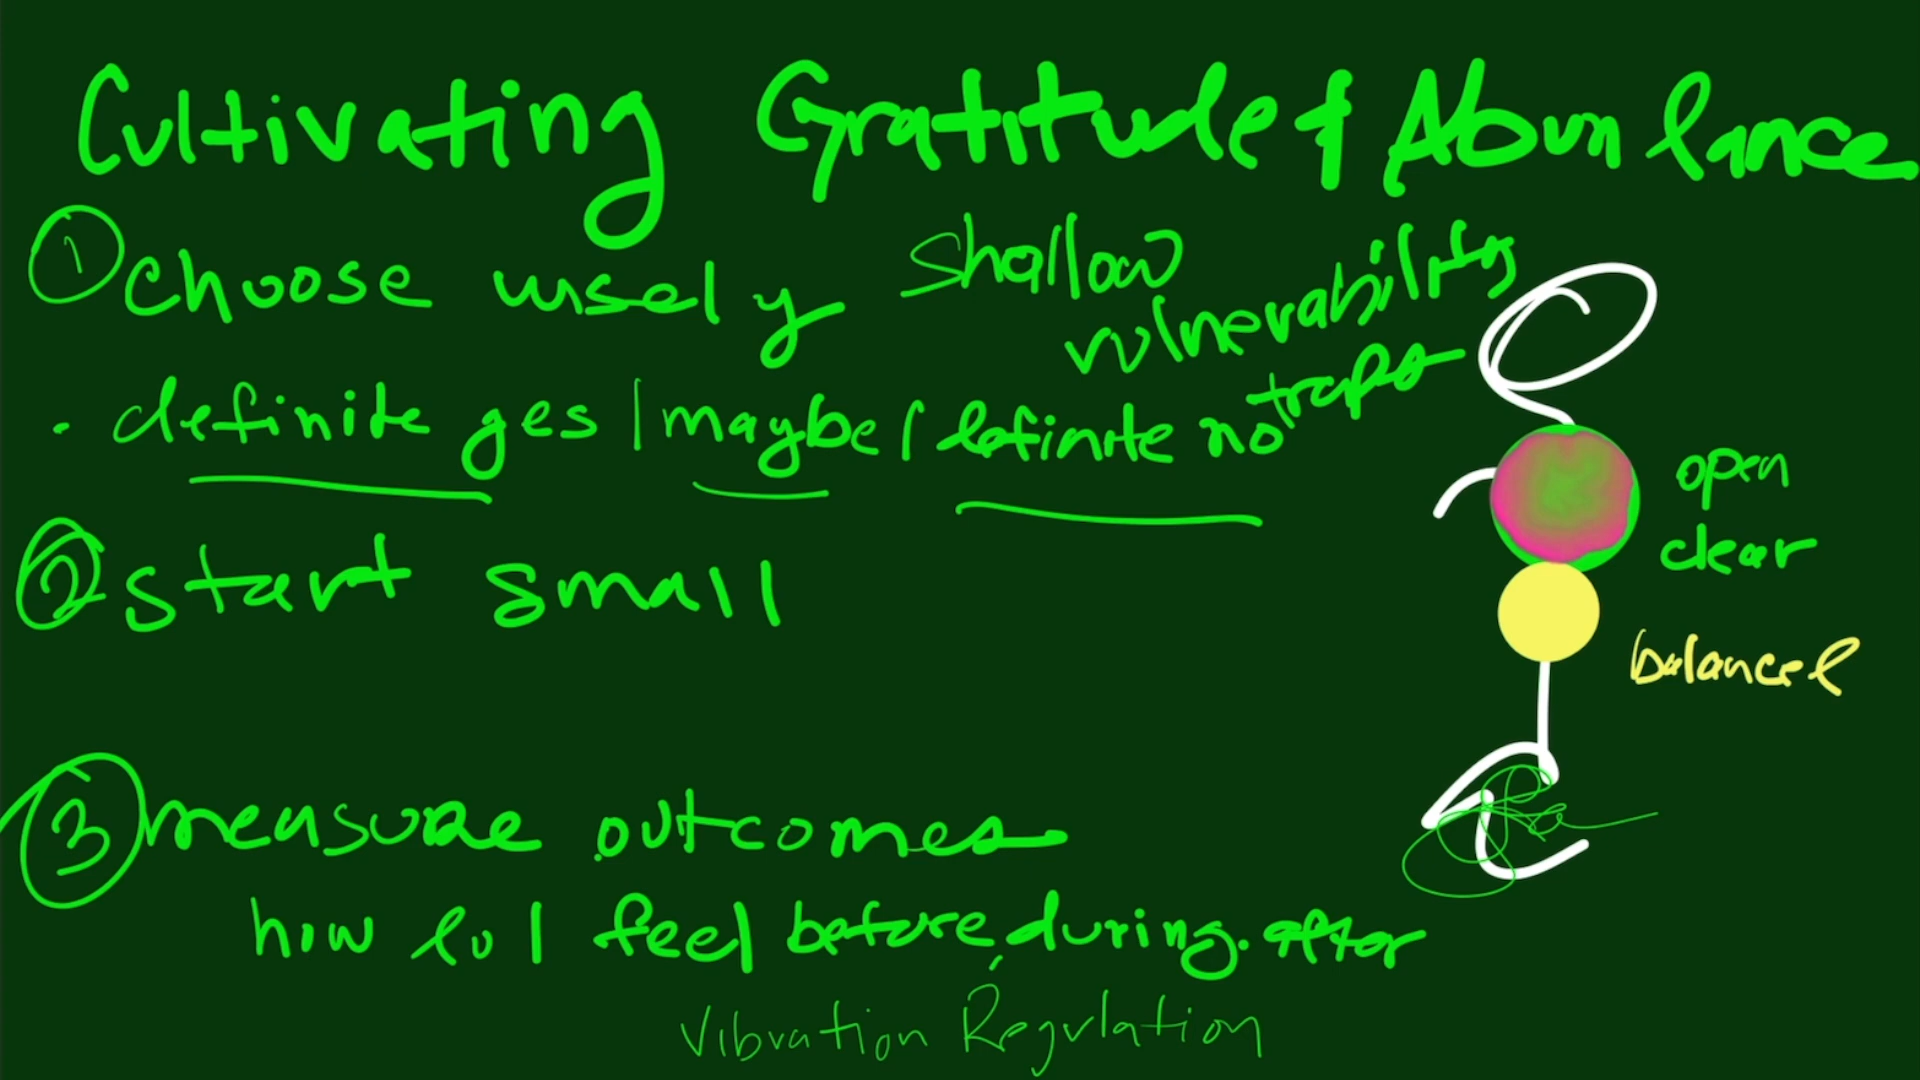 Cultivating Gratitude & Abundance
① Choose wisely
shallow
vulnerability
traps
· definite yes / maybe / definite no
② start small
open
clear
balanced
③ measure outcomes
how do I feel before, during, after
Vibration Regulation